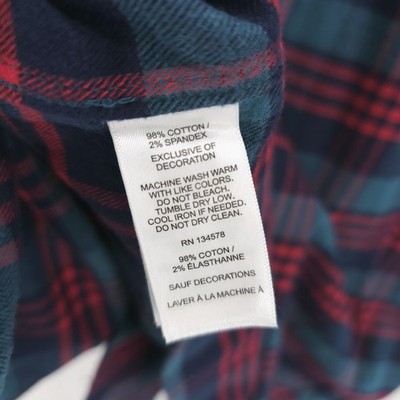 98% COTTON /
2% SPANDEX
EXCLUSIVE OF
DECORATION
MACHINE WASH WARM
WITH LIKE COLORS.
DO NOT BLEACH.
TUMBLE DRY LOW.
COOL IRON IF NEEDED.
DO NOT DRY CLEAN.
RN 134578
98% COTON /
2% ÉLASTHANNE
SAUF DECORATIONS
LAVER À LA MACHINE À